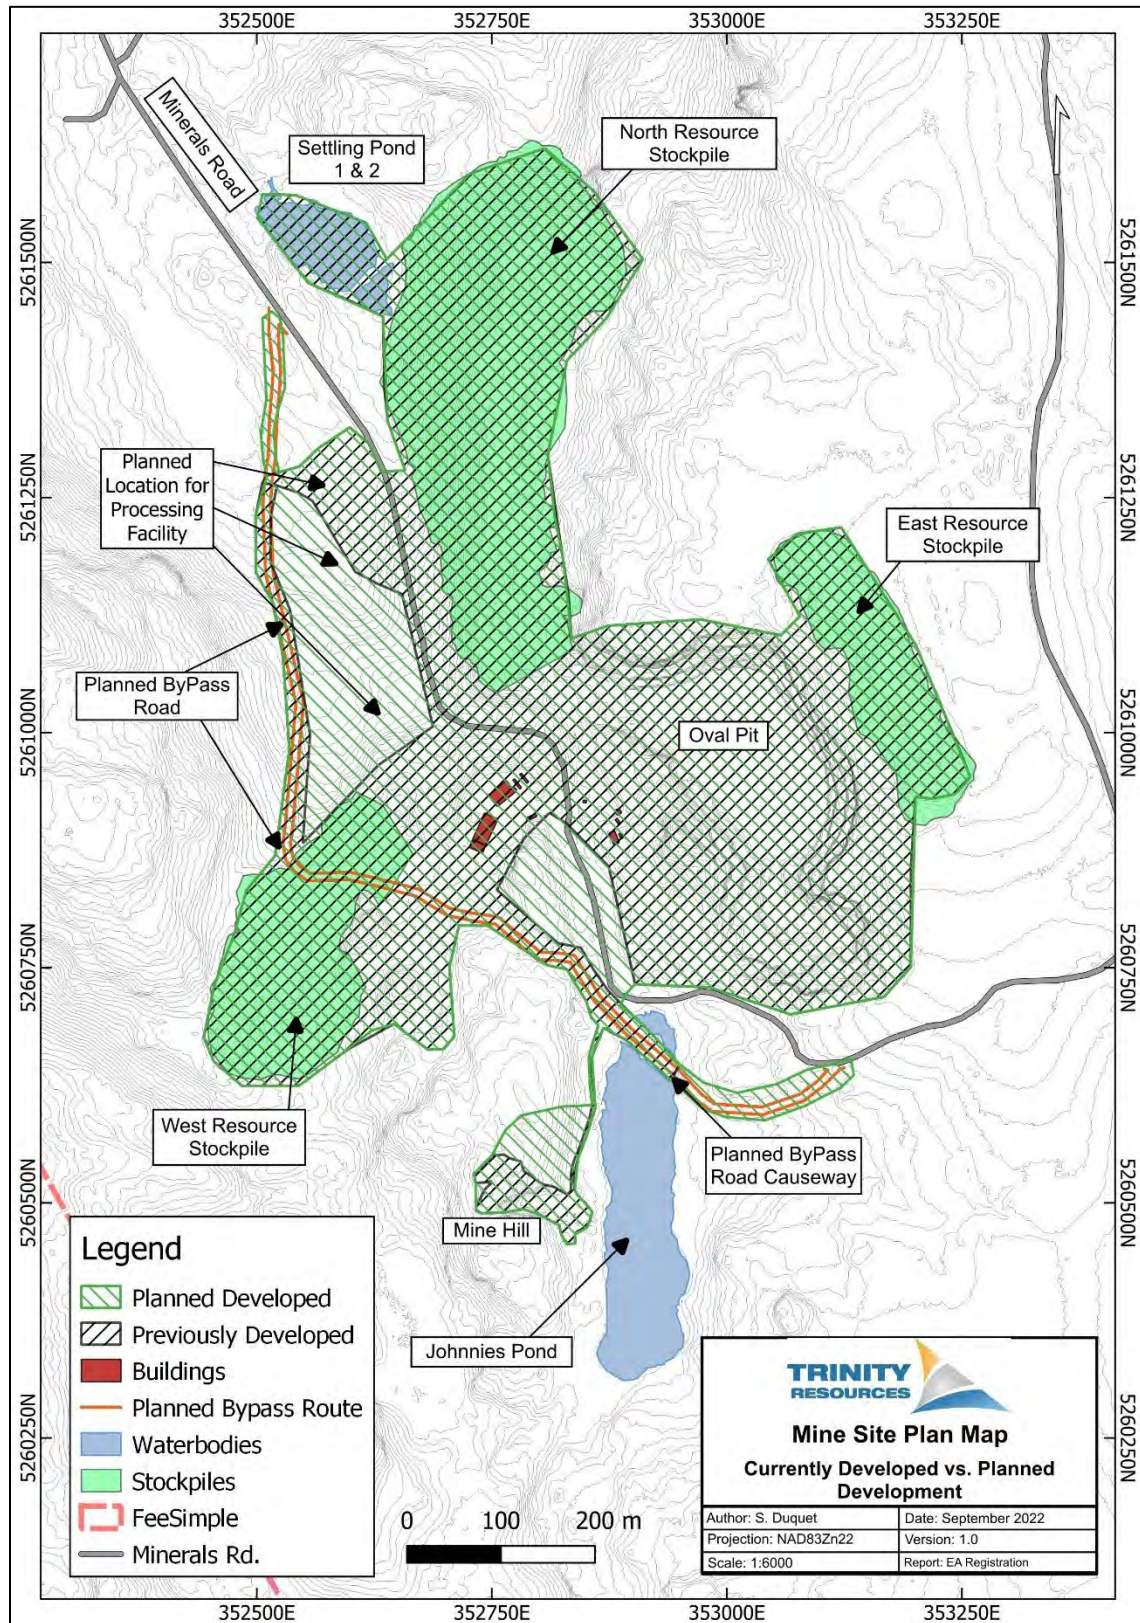 352500E 352750E 353000E 353250E
Minerals Road
Settling Pond
1 & 2
North Resource
Stockpile
5261500N
5261500N
Planned
Location for
Processing
Facility
5261250N
5261250N
East Resource
Stockpile
Planned ByPass
Road
5261000N
5261000N
Oval Pit
5260750N
5260750N
West Resource
Stockpile
Planned ByPass
Road Causeway
5260500N
5260500N
Mine Hill
Johnnies Pond
5260250N
5260250N
Legend
Planned Developed
Previously Developed
Buildings
Planned Bypass Route
Waterbodies
Stockpiles
FeeSimple
Minerals Rd.
0 100 200 m
TRINITY
RESOURCES
Mine Site Plan Map
Currently Developed vs. Planned
Development
Author: S. Duquet Date: September 2022
Projection: NAD83Zn22 Version: 1.0
Scale: 1:6000 Report: EA Registration
352500E 352750E 353000E 353250E